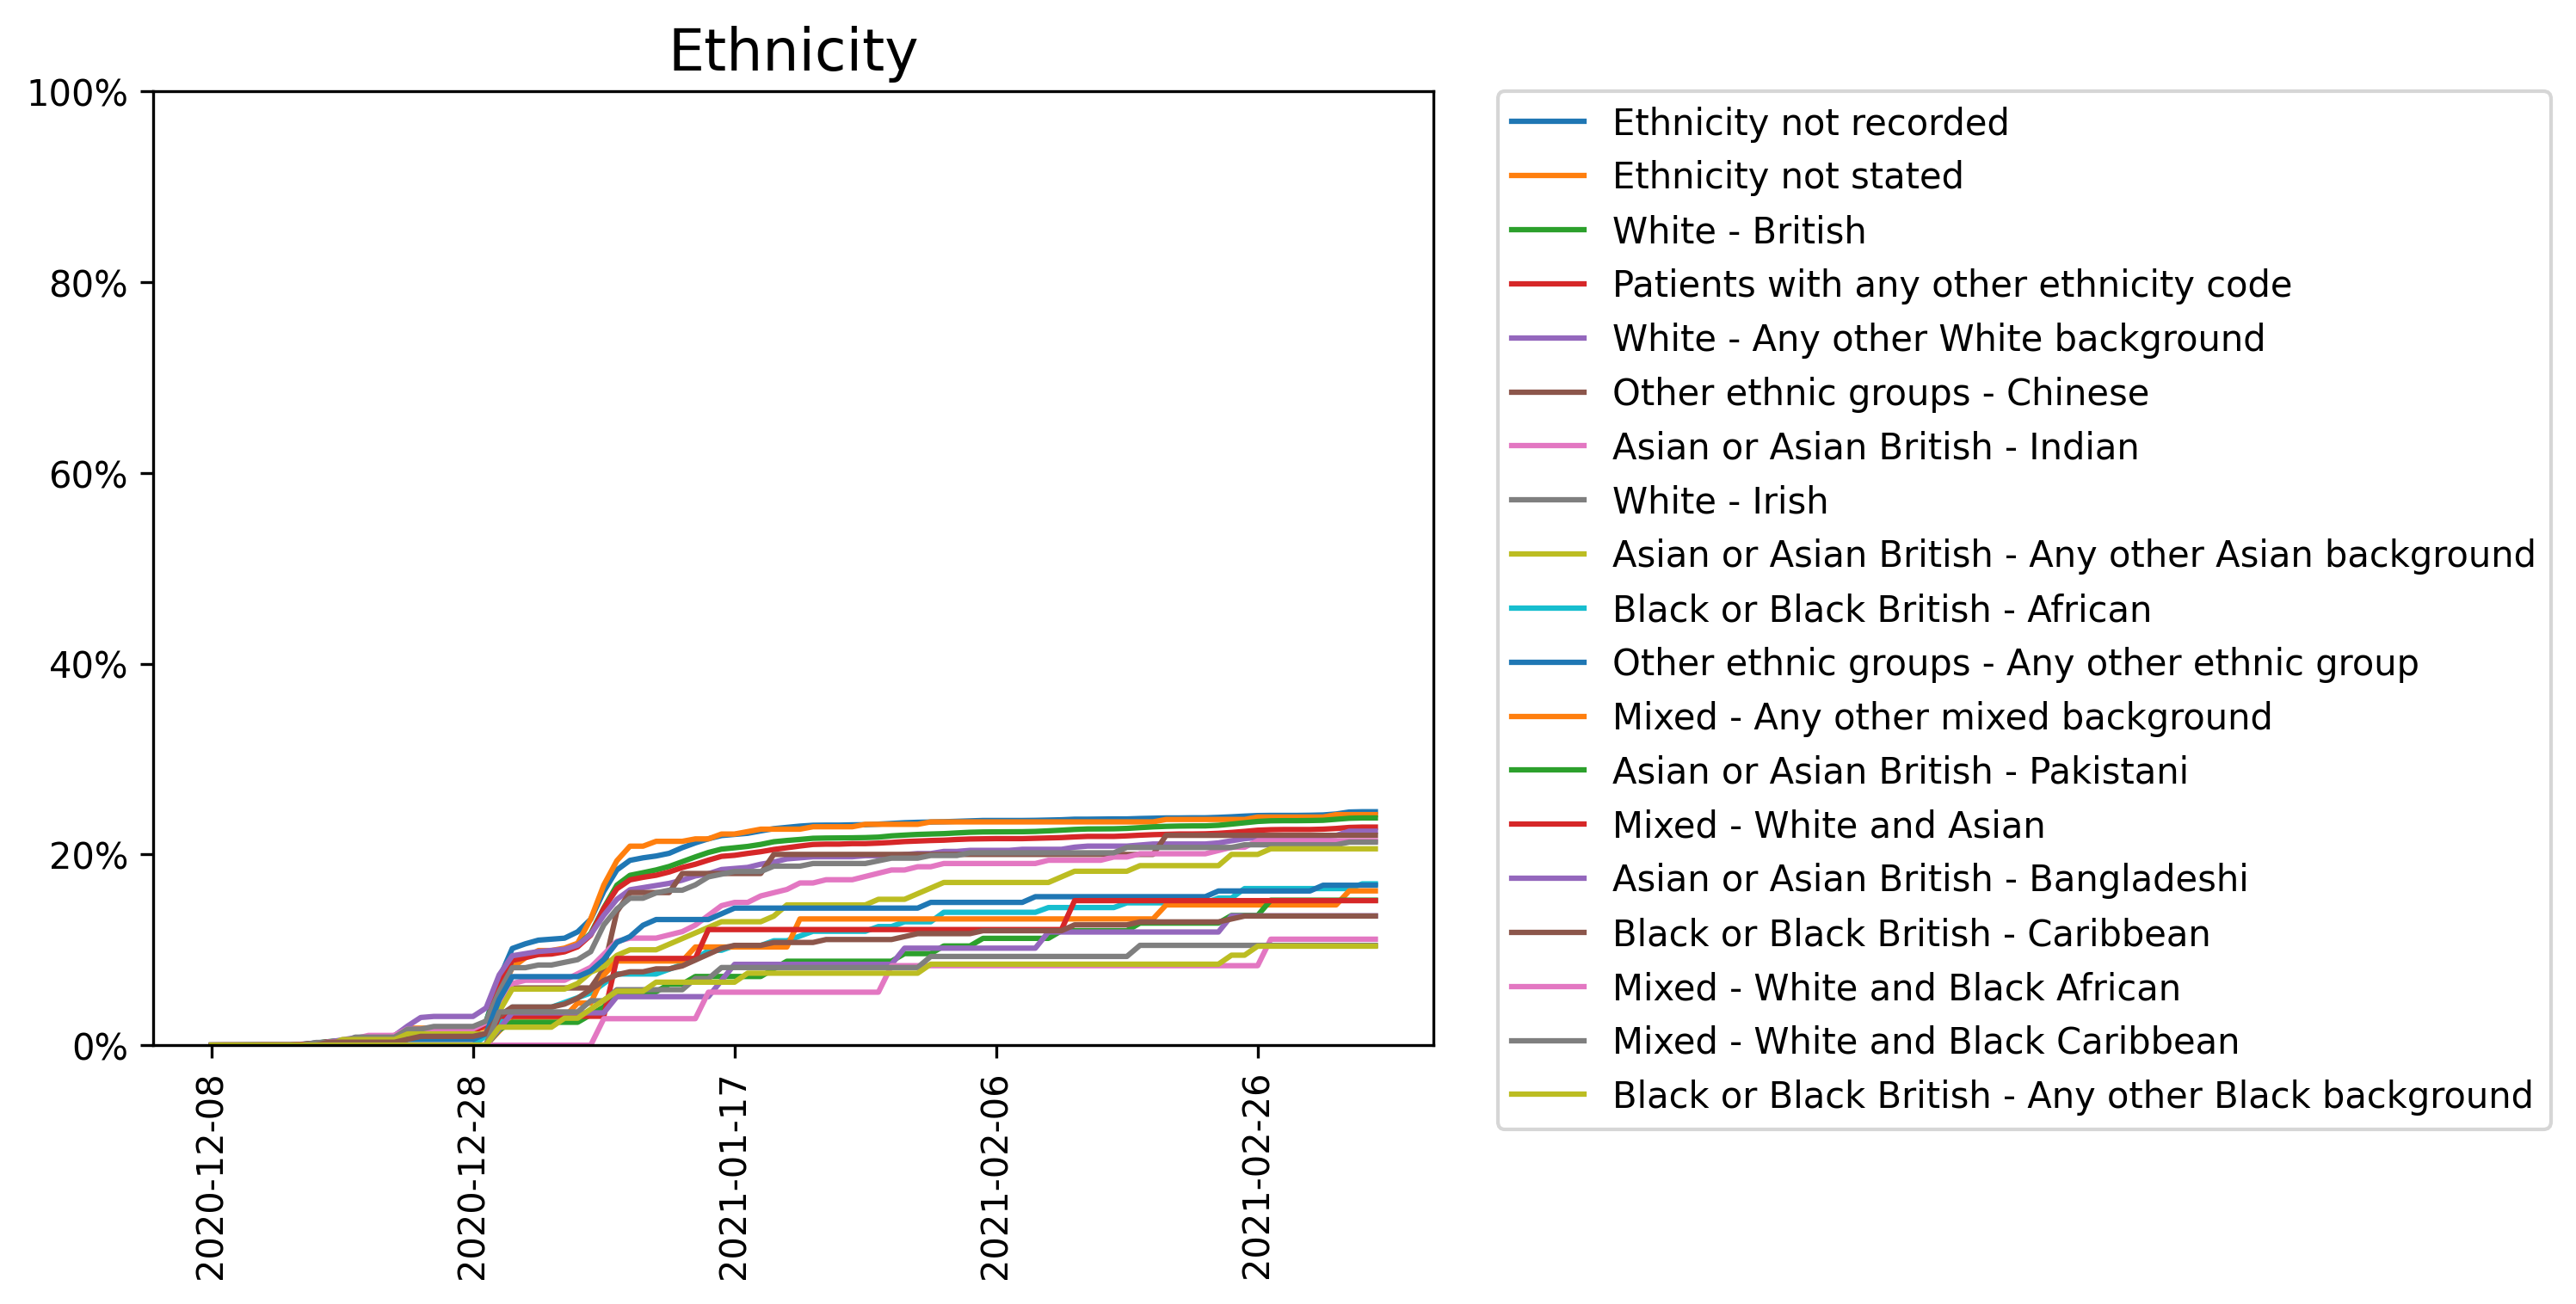 Ethnicity
100%
80%
60%
40%
20%
0%
2020-12-08
2020-12-28
2021-01-17
2021-02-06
2021-02-26
Ethnicity not recorded
Ethnicity not stated
White - British
Patients with any other ethnicity code
White - Any other White background
Other ethnic groups - Chinese
Asian or Asian British - Indian
White - Irish
Asian or Asian British - Any other Asian background
Black or Black British - African
Other ethnic groups - Any other ethnic group
Mixed - Any other mixed background
Asian or Asian British - Pakistani
Mixed - White and Asian
Asian or Asian British - Bangladeshi
Black or Black British - Caribbean
Mixed - White and Black African
Mixed - White and Black Caribbean
Black or Black British - Any other Black background